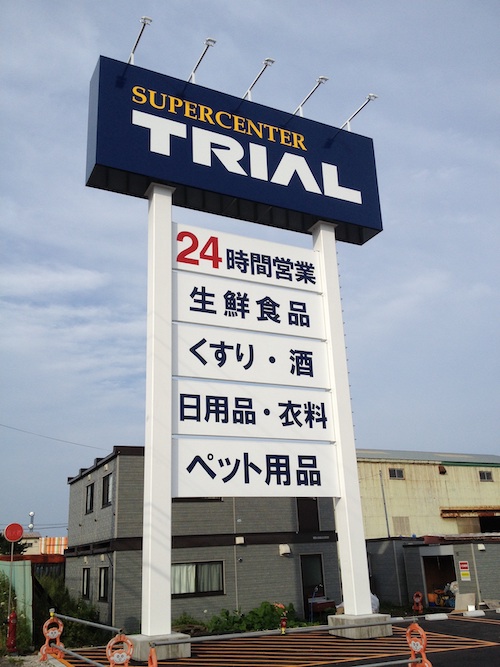 SUPERCENTER
TRIAL
24時間営業
生鮮食品
くすり・酒
日用品・衣料
ペット用品